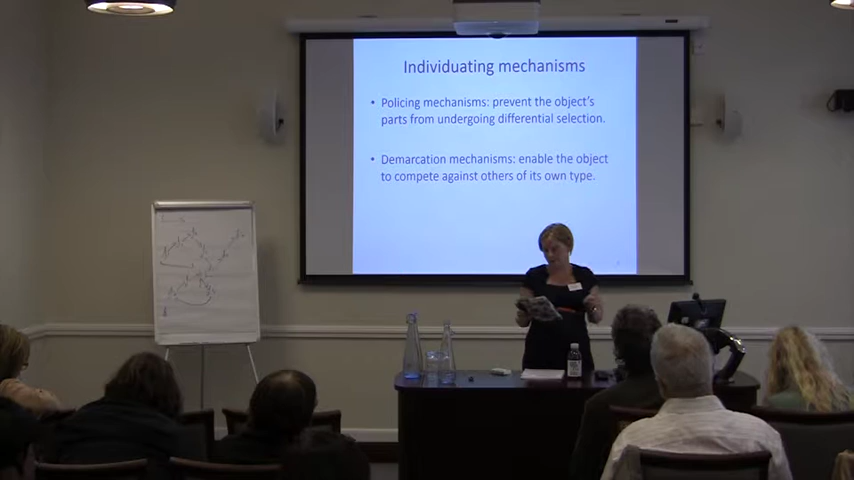 Individuating mechanisms
• Policing mechanisms: prevent the object's
parts from undergoing differential selection.
• Demarcation mechanisms: enable the object
to compete against others of its own type.